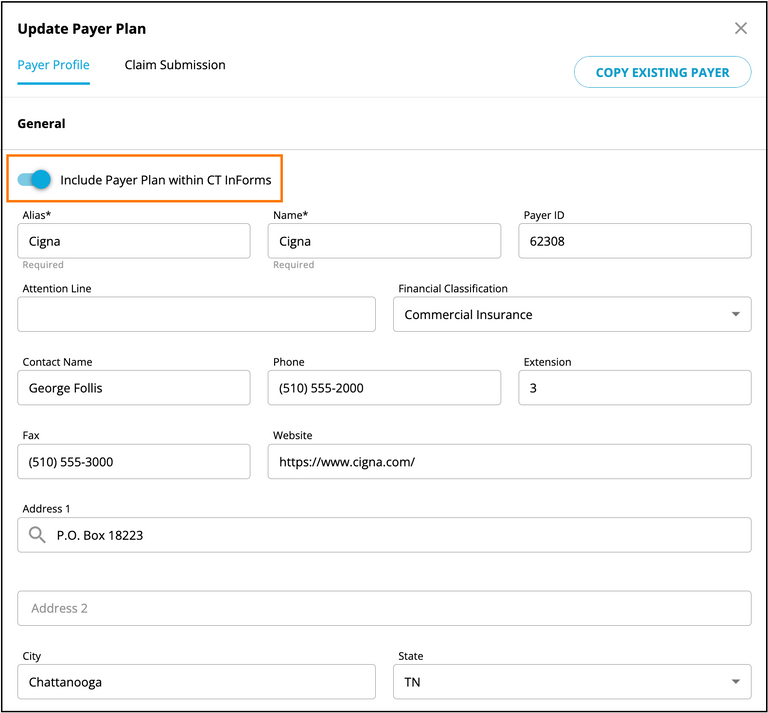 Update Payer Plan
Payer Profile Claim Submission
COPY EXISTING PAYER
General
Include Payer Plan within CT InForms
Alias* Name* Payer ID
Cigna Cigna 62308
Required Required
Attention Line Financial Classification
Commercial Insurance
Contact Name Phone Extension
George Follis (510) 555-2000 3
Fax Website
(510) 555-3000 https://www.cigna.com/
Address 1
P.O. Box 18223
Address 2
City State
Chattanooga TN